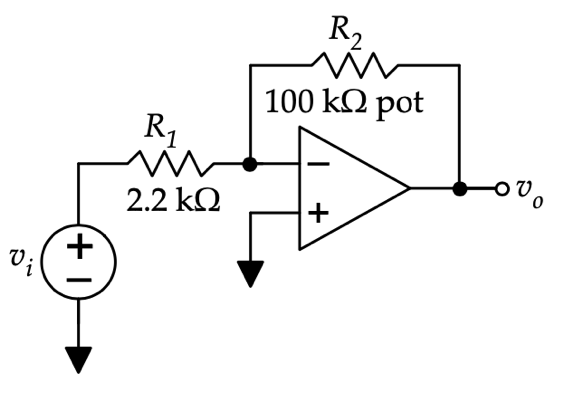 R2
100 kΩ pot
R1
2.2 kΩ
−
+
vo
+
−
vi